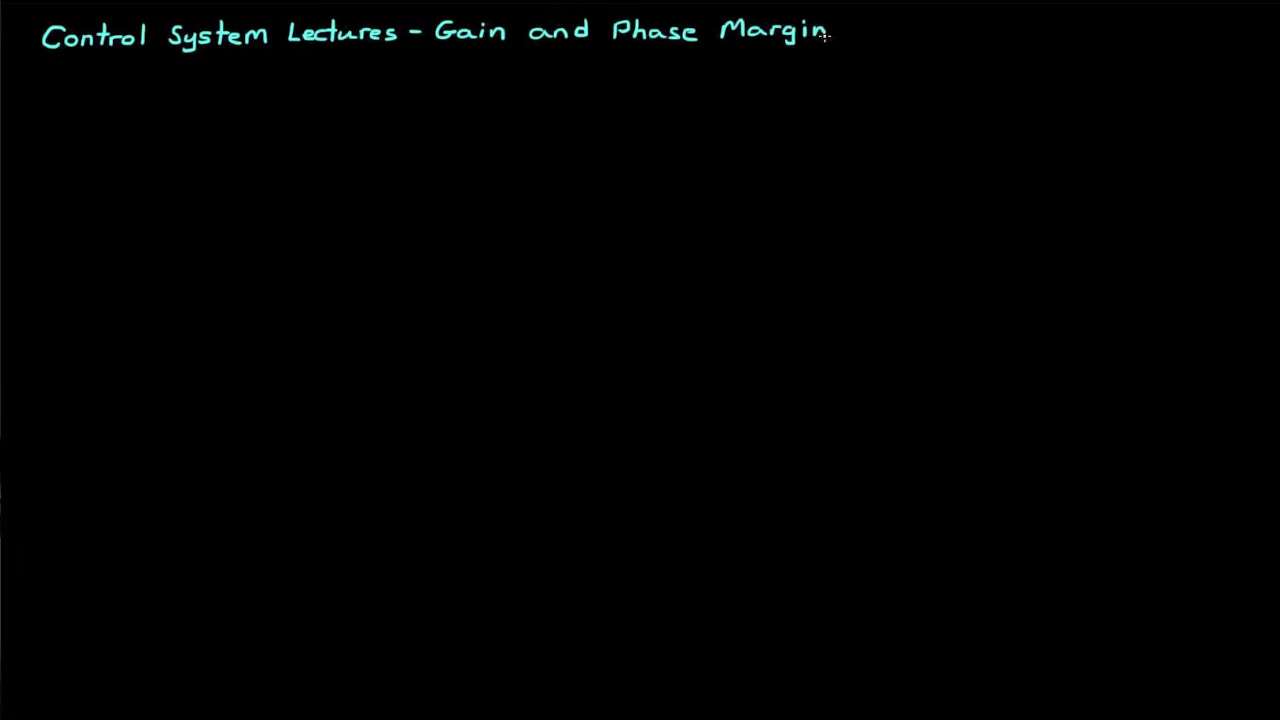 Control System Lectures - Gain and Phase Margin